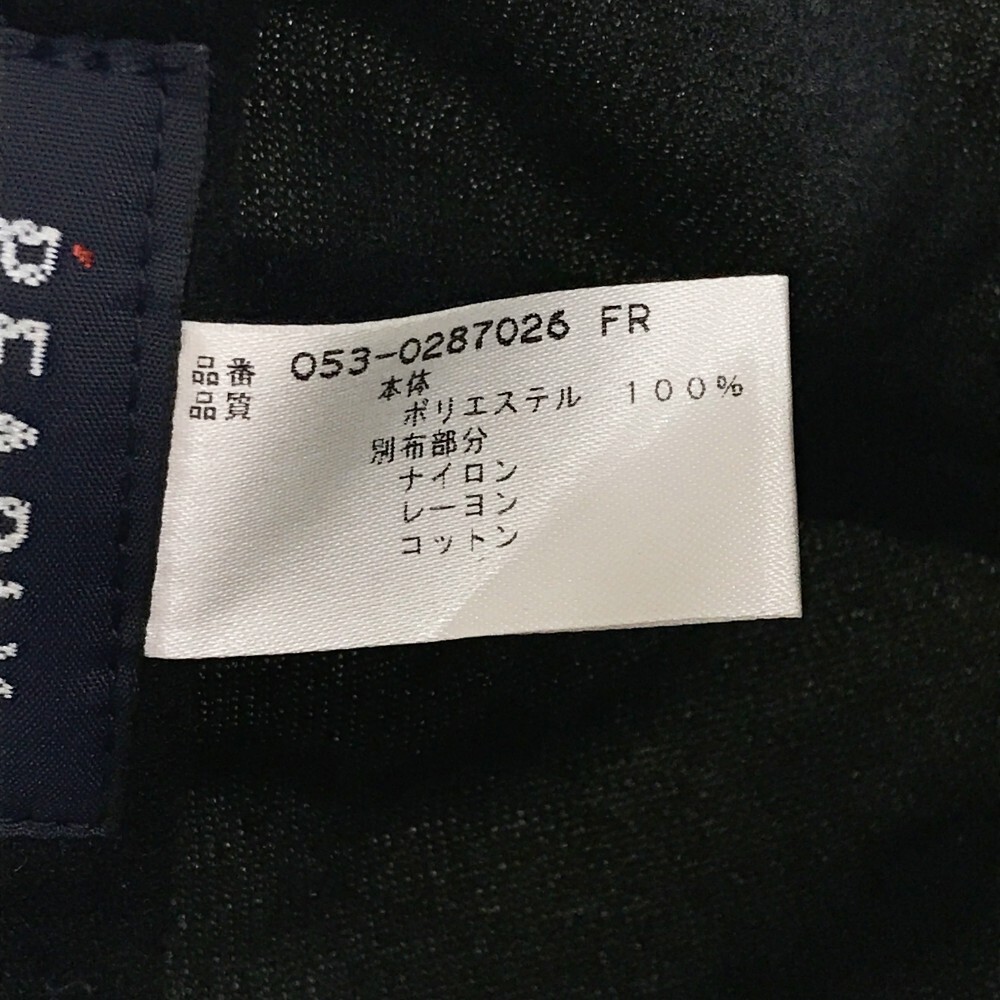 品番 053-0287026 FR
品質 本体
ポリエステル 100%
別布部分
ナイロン
レーヨン
コットン